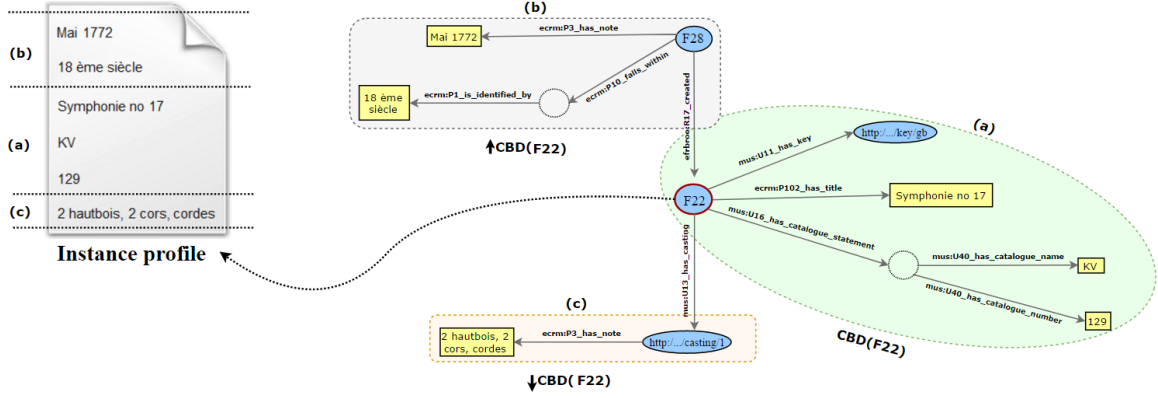 (b)
Mai 1772
18 ème siècle
(a)
Symphonie no 17
KV
129
(c)
2 hautbois, 2 cors, cordes
Instance profile
(b)
Mai 1772
ecrm:P3_has_note
F28
18 ème
siècle
ecrm:P1_is_identified_by
ecrm:P10_falls_within
efrbroo:R17_created
CBD(F22)
(a)
mus:U11_has_key
http:/.../key/gb
F22
ecrm:P102_has_title
Symphonie no 17
mus:U16_has_catalogue_statement
mus:U40_has_catalogue_name
KV
mus:U40_has_catalogue_number
129
CBD(F22)
mus:U13_has_casting
(c)
2 hautbois, 2
cors, cordes
ecrm:P3_has_note
http:/.../casting/1
CBD( F22)